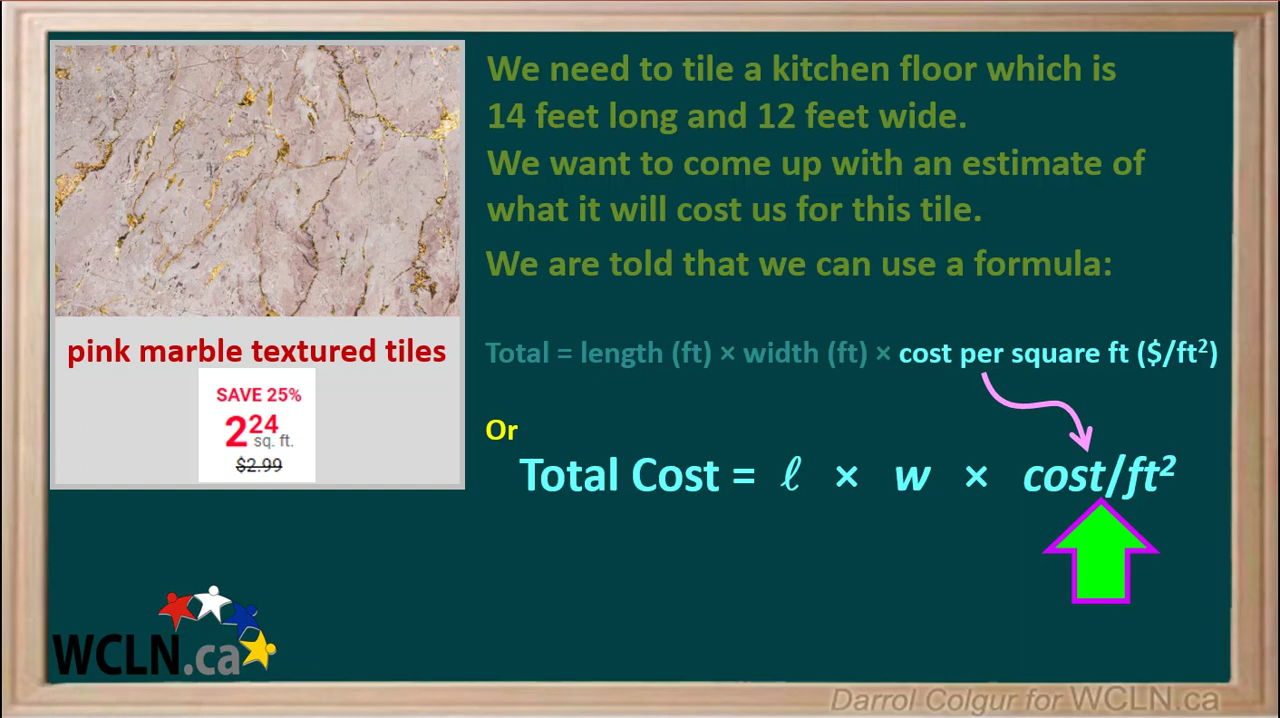 We need to tile a kitchen floor which is
14 feet long and 12 feet wide.
We want to come up with an estimate of
what it will cost us for this tile.
We are told that we can use a formula:
pink marble textured tiles
SAVE 25%
2²⁴ sq. ft.
$2.99
Total = length (ft) × width (ft) × cost per square ft ($/ft²)
Or
Total Cost = ℓ × w × cost/ft²
WCLN.ca
Darrol Colgur for WCLN.ca